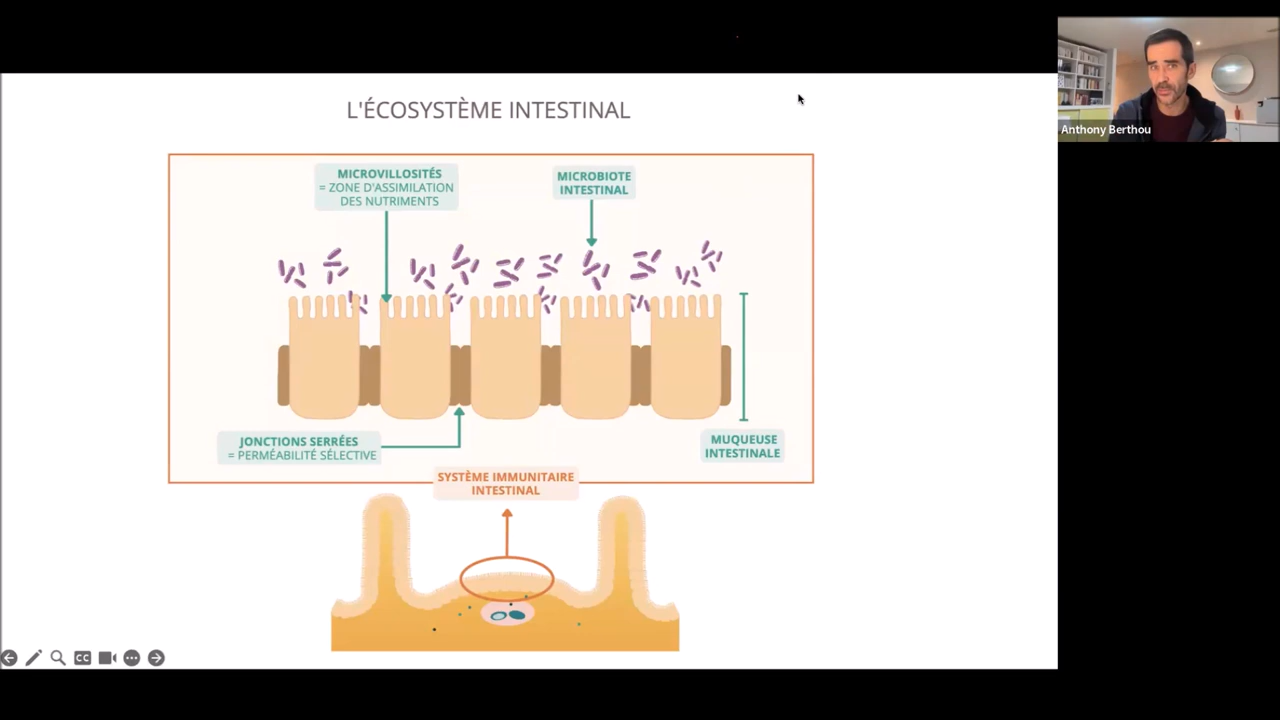 L'ÉCOSYSTÈME INTESTINAL
MICROVILLOSITÉS
= ZONE D'ASSIMILATION
DES NUTRIMENTS
MICROBIOTE
INTESTINAL
JONCTIONS SERRÉES
= PERMÉABILITÉ SÉLECTIVE
MUQUEUSE
INTESTINALE
SYSTÈME IMMUNITAIRE
INTESTINAL
Anthony Berthou
CC